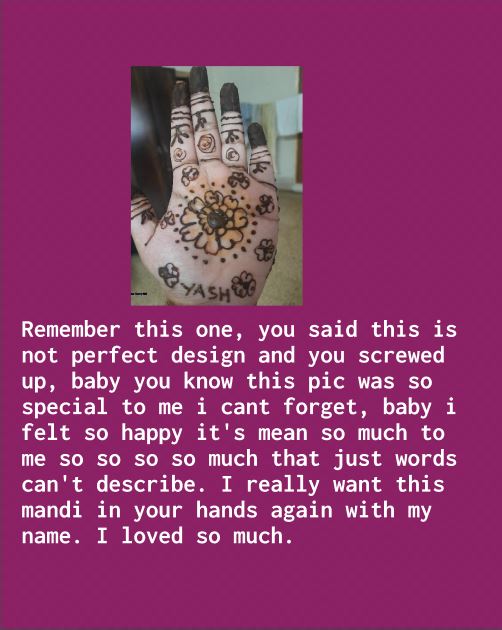 YASH
Remember this one, you said this is
not perfect design and you screwed
up, baby you know this pic was so
special to me i cant forget, baby i
felt so happy it's mean so much to
me so so so so much that just words
can't describe. I really want this
mandi in your hands again with my
name. I loved so much.